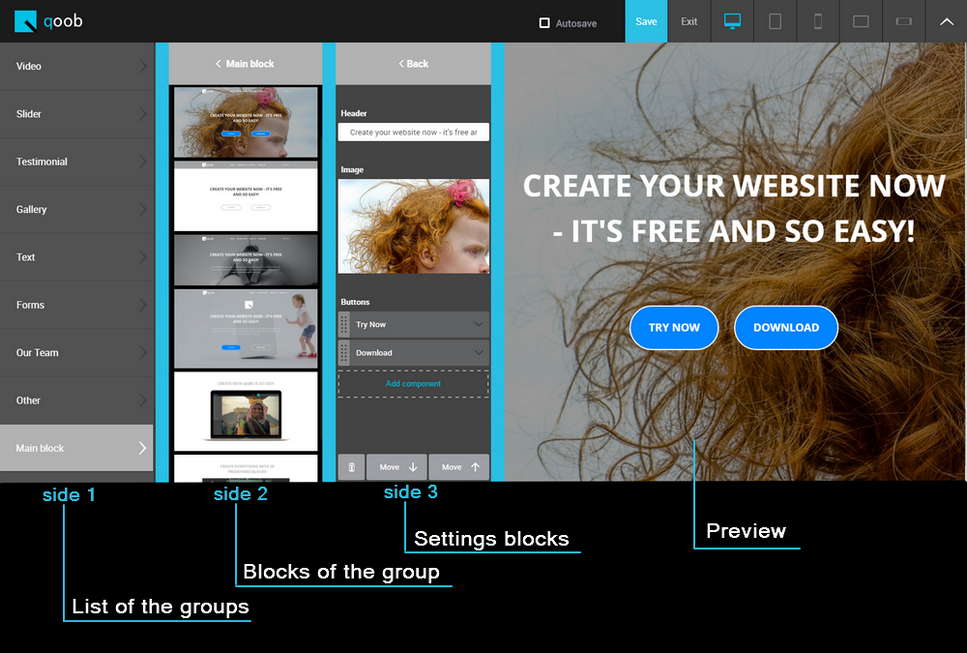 qoob
Autosave
Save
Exit
Video
Slider
Testimonial
Gallery
Text
Forms
Our Team
Other
Main block
Main block
CREATE YOUR WEBSITE NOW - IT'S FREE
AND SO EASY!
CREATE YOUR WEBSITE NOW - IT'S FREE
AND SO EASY!
CREATE YOUR WEBSITE NOW - IT'S FREE
AND SO EASY!
CREATE YOUR WEBSITE NOW - IT'S FREE
AND SO EASY!
CREATE WITH QOOB IS SO EASY
CREATE EVERYTHING WITH 30
PREDEFINED BLOCKS
Back
Header
Create your website now - it's free ar
Image
Buttons
Try Now
Download
Add component
Move
Move
CREATE YOUR WEBSITE NOW
- IT'S FREE AND SO EASY!
TRY NOW
DOWNLOAD
side 1
side 2
side 3
Settings blocks
Preview
Blocks of the group
List of the groups